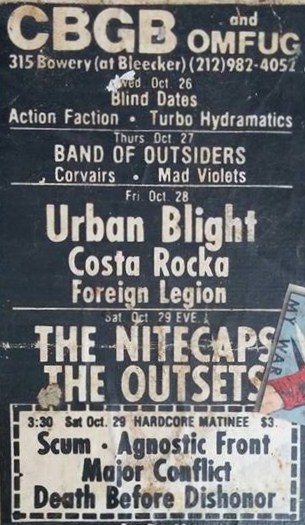 CBGB and OMFUG
315 Bowery (at Bleecker) (212) 982-4052
Wed. Oct. 26
Blind Dates
Action Faction • Turbo Hydramatics
Thurs. Oct. 27
BAND OF OUTSIDERS
Corvairs • Mad Violets
Fri. Oct. 28
Urban Blight
Costa Rocka
Foreign Legion
Sat. Oct. 29 EVE.
THE NITECAPS
THE OUTSETS
MY WAR
3:30 Sat Oct. 29 HARDCORE MATINEE $3.
Scum • Agnostic Front
Major Conflict
Death Before Dishonor